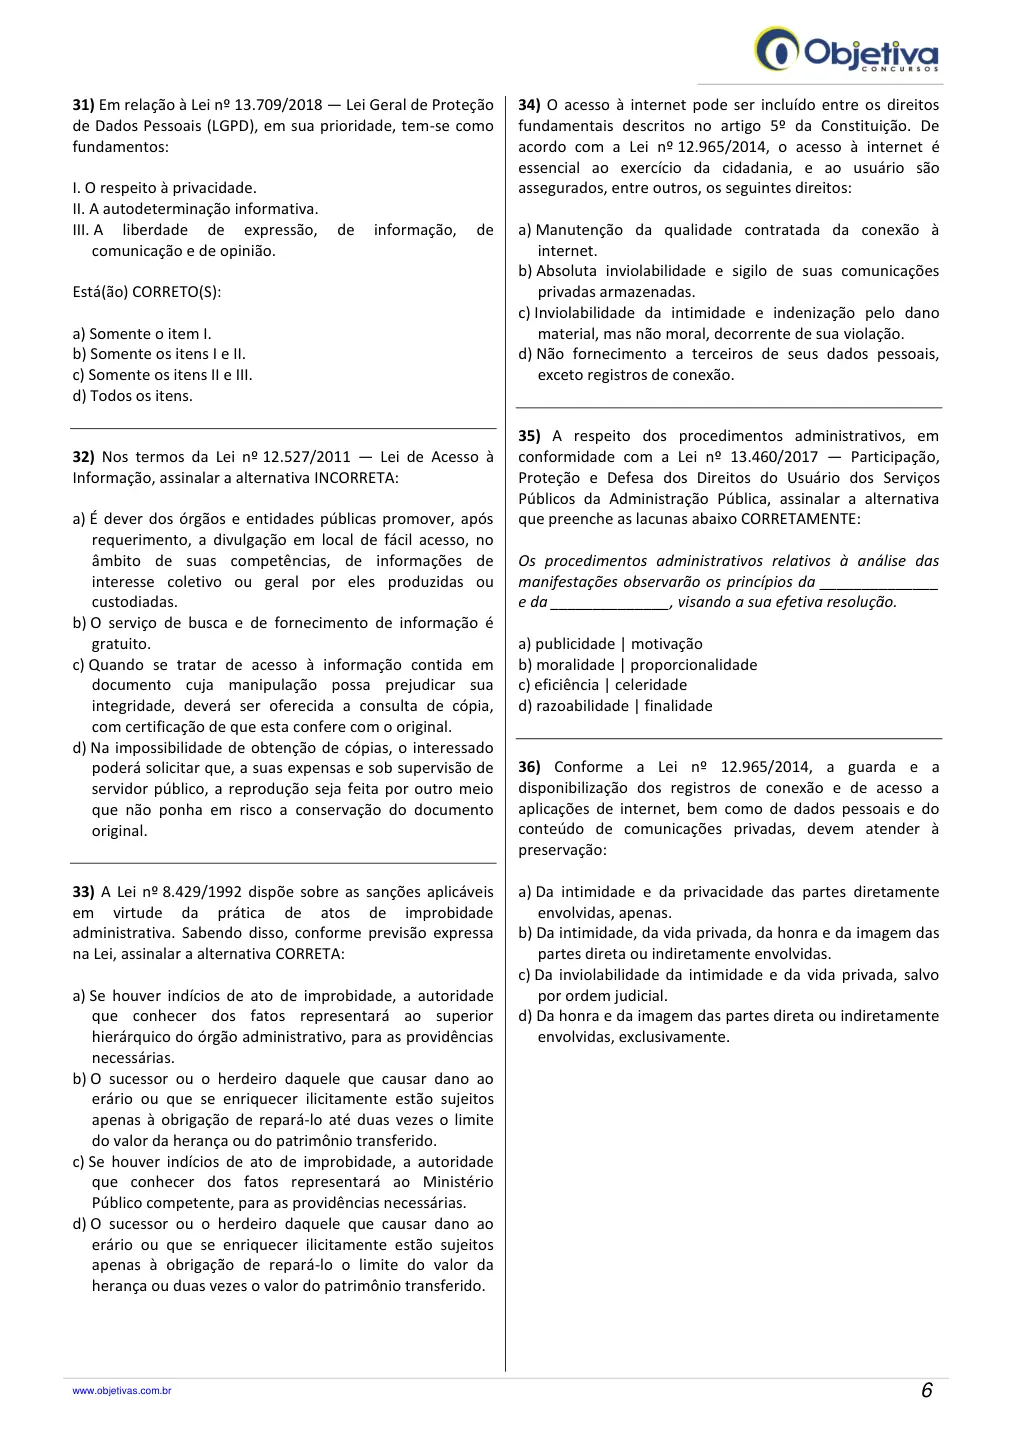 Objetiva
CONCURSOS
31) Em relação à Lei nº 13.709/2018 — Lei Geral de Proteção
de Dados Pessoais (LGPD), em sua prioridade, tem-se como
fundamentos:
I. O respeito à privacidade.
II. A autodeterminação informativa.
III. A liberdade de expressão, de informação, de
comunicação e de opinião.
Está(ão) CORRETO(S):
a) Somente o item I.
b) Somente os itens I e II.
c) Somente os itens II e III.
d) Todos os itens.
32) Nos termos da Lei nº 12.527/2011 — Lei de Acesso à
Informação, assinalar a alternativa INCORRETA:
a) É dever dos órgãos e entidades públicas promover, após
requerimento, a divulgação em local de fácil acesso, no
âmbito de suas competências, de informações de
interesse coletivo ou geral por eles produzidas ou
custodiadas.
b) O serviço de busca e de fornecimento de informação é
gratuito.
c) Quando se tratar de acesso à informação contida em
documento cuja manipulação possa prejudicar sua
integridade, deverá ser oferecida a consulta de cópia,
com certificação de que esta confere com o original.
d) Na impossibilidade de obtenção de cópias, o interessado
poderá solicitar que, a suas expensas e sob supervisão de
servidor público, a reprodução seja feita por outro meio
que não ponha em risco a conservação do documento
original.
33) A Lei nº 8.429/1992 dispõe sobre as sanções aplicáveis
em virtude da prática de atos de improbidade
administrativa. Sabendo disso, conforme previsão expressa
na Lei, assinalar a alternativa CORRETA:
a) Se houver indícios de ato de improbidade, a autoridade
que conhecer dos fatos representará ao superior
hierárquico do órgão administrativo, para as providências
necessárias.
b) O sucessor ou o herdeiro daquele que causar dano ao
erário ou que se enriquecer ilicitamente estão sujeitos
apenas à obrigação de repará-lo até duas vezes o limite
do valor da herança ou do patrimônio transferido.
c) Se houver indícios de ato de improbidade, a autoridade
que conhecer dos fatos representará ao Ministério
Público competente, para as providências necessárias.
d) O sucessor ou o herdeiro daquele que causar dano ao
erário ou que se enriquecer ilicitamente estão sujeitos
apenas à obrigação de repará-lo o limite do valor da
herança ou duas vezes o valor do patrimônio transferido.
34) O acesso à internet pode ser incluído entre os direitos
fundamentais descritos no artigo 5º da Constituição. De
acordo com a Lei nº 12.965/2014, o acesso à internet é
essencial ao exercício da cidadania, e ao usuário são
assegurados, entre outros, os seguintes direitos:
a) Manutenção da qualidade contratada da conexão à
internet.
b) Absoluta inviolabilidade e sigilo de suas comunicações
privadas armazenadas.
c) Inviolabilidade da intimidade e indenização pelo dano
material, mas não moral, decorrente de sua violação.
d) Não fornecimento a terceiros de seus dados pessoais,
exceto registros de conexão.
35) A respeito dos procedimentos administrativos, em
conformidade com a Lei nº 13.460/2017 — Participação,
Proteção e Defesa dos Direitos do Usuário dos Serviços
Públicos da Administração Pública, assinalar a alternativa
que preenche as lacunas abaixo CORRETAMENTE:
Os procedimentos administrativos relativos à análise das
manifestações observarão os princípios da ______________
e da ______________, visando a sua efetiva resolução.
a) publicidade | motivação
b) moralidade | proporcionalidade
c) eficiência | celeridade
d) razoabilidade | finalidade
36) Conforme a Lei nº 12.965/2014, a guarda e a
disponibilização dos registros de conexão e de acesso a
aplicações de internet, bem como de dados pessoais e do
conteúdo de comunicações privadas, devem atender à
preservação:
a) Da intimidade e da privacidade das partes diretamente
envolvidas, apenas.
b) Da intimidade, da vida privada, da honra e da imagem das
partes direta ou indiretamente envolvidas.
c) Da inviolabilidade da intimidade e da vida privada, salvo
por ordem judicial.
d) Da honra e da imagem das partes direta ou indiretamente
envolvidas, exclusivamente.
www.objetivas.com.br
6